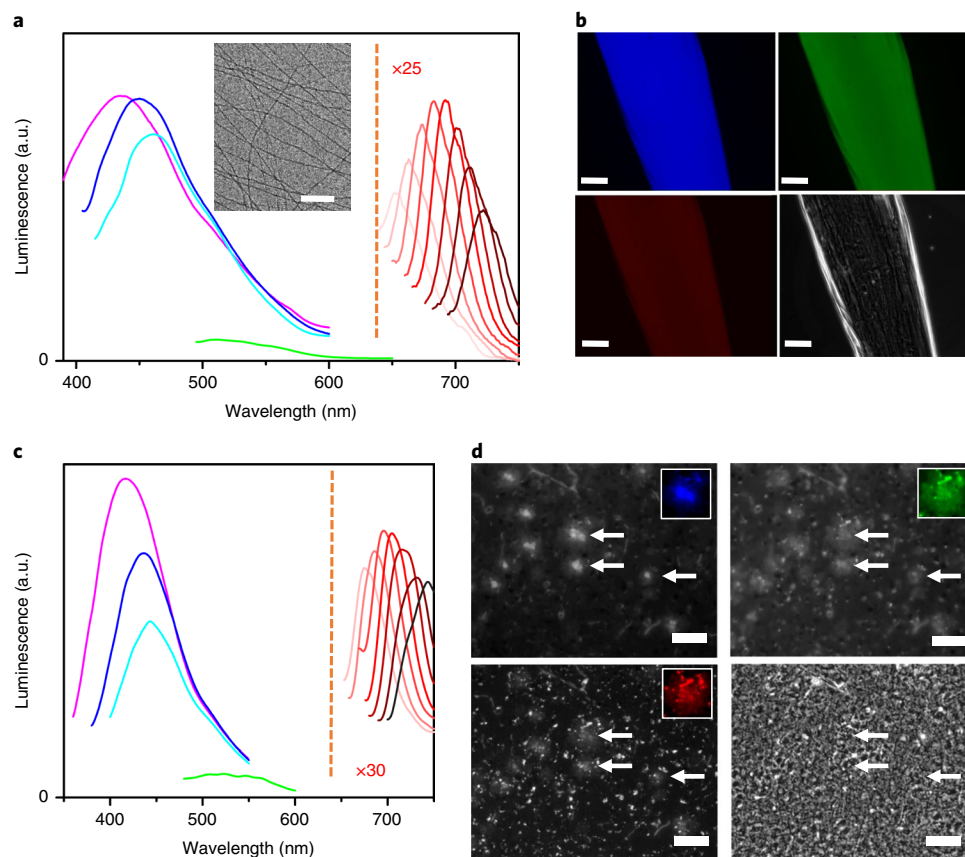 a
b
×25
Luminescence (a.u.)
0
400
500
600
700
Wavelength (nm)
c
d
Luminescence (a.u.)
×30
0
400
500
600
700
Wavelength (nm)